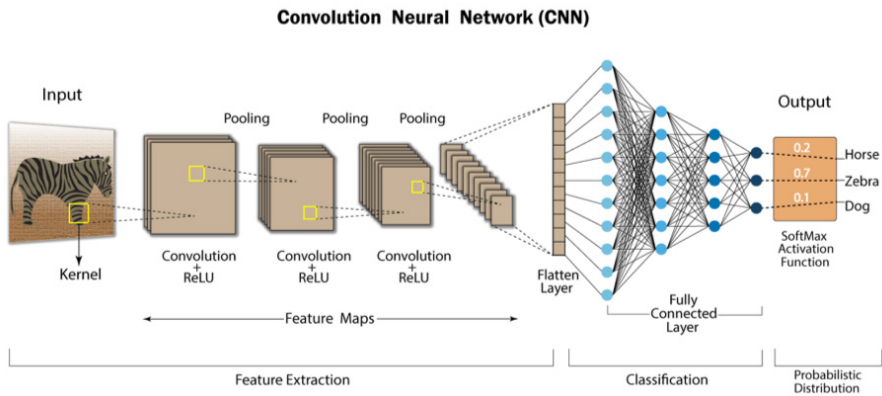 Convolution Neural Network (CNN)
Input
Output
Pooling
Pooling
Pooling
0.2
Horse
0.7
Zebra
0.1
Dog
Kernel
Convolution
+
ReLU
Convolution
+
ReLU
Convolution
+
ReLU
Flatten
Layer
SoftMax
Activation
Function
Feature Maps
Fully
Connected
Layer
Feature Extraction
Classification
Probabilistic
Distribution